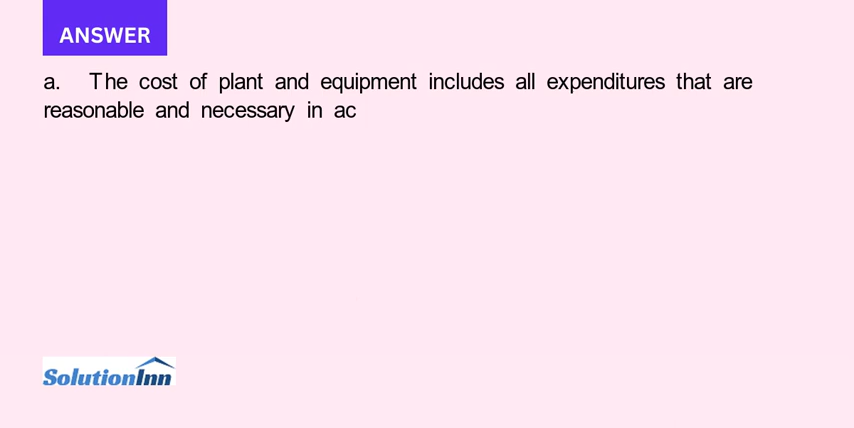 ANSWER
a. The cost of plant and equipment includes all expenditures that are
reasonable and necessary in ac
SolutionInn